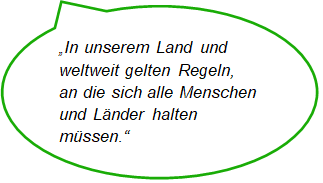 „In unserem Land und
weltweit gelten Regeln,
an die sich alle Menschen
und Länder halten
müssen.“